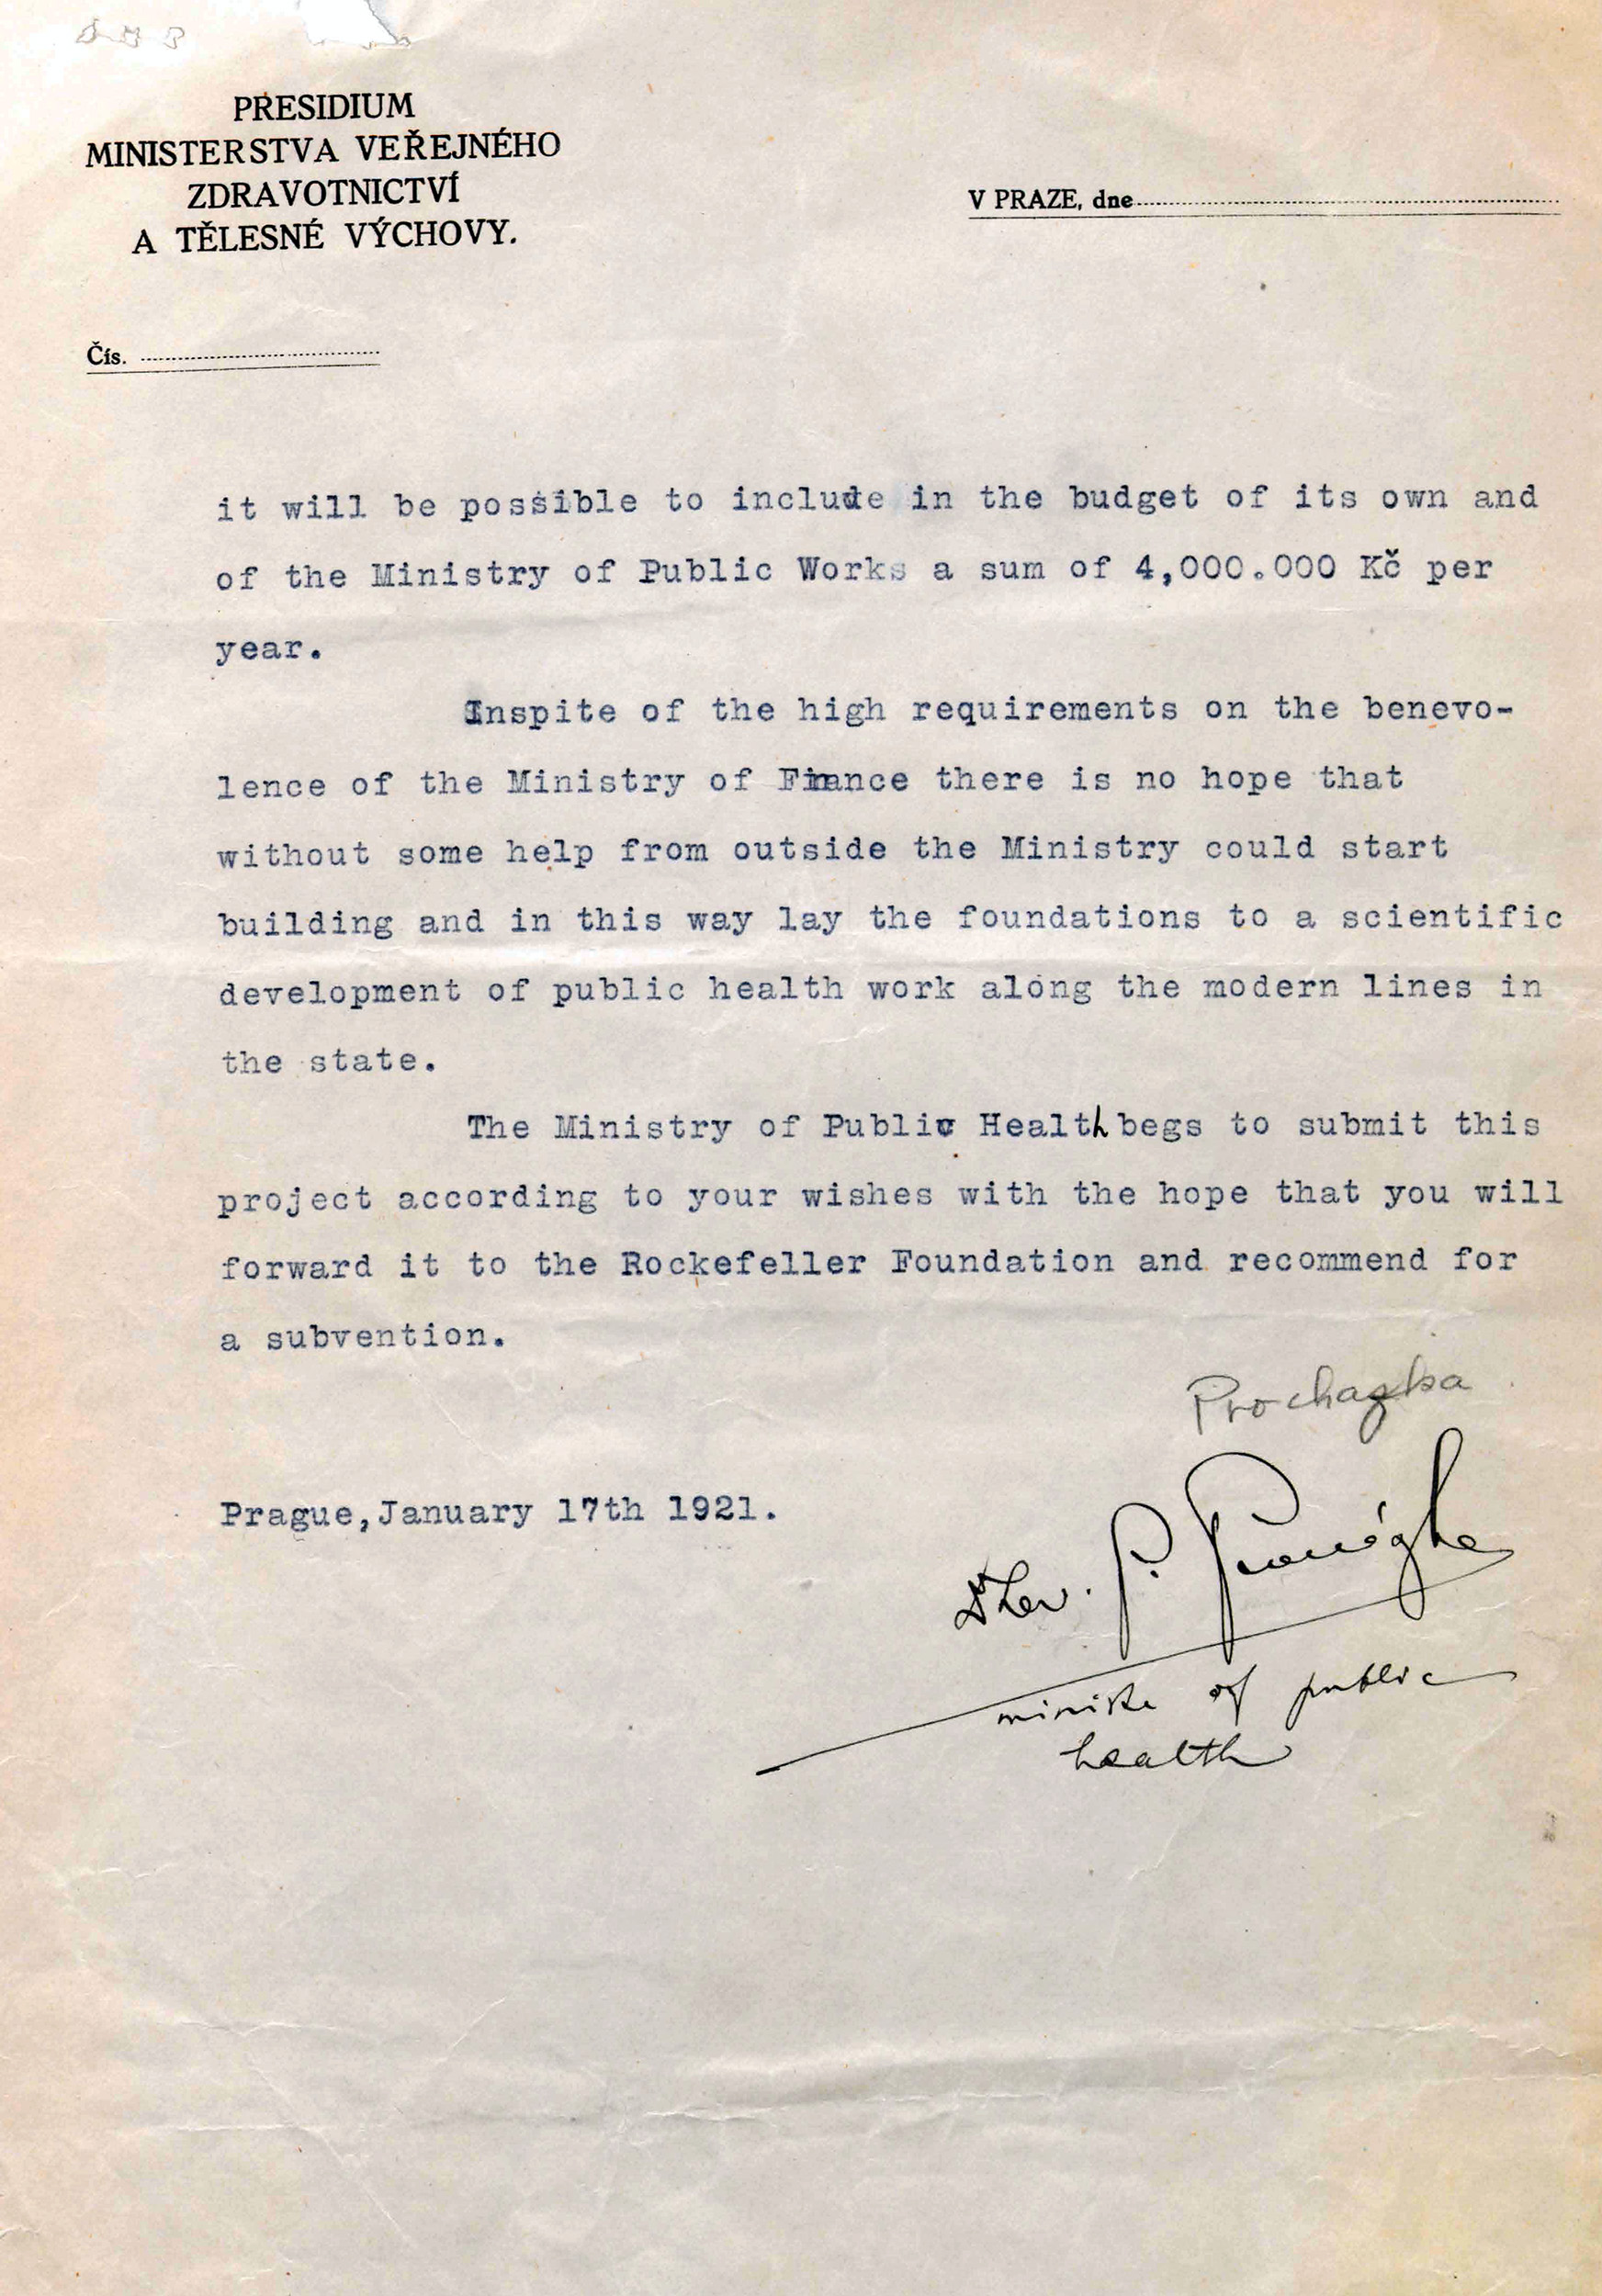 PRESIDIUM
MINISTERSTVA VEŘEJNÉHO
ZDRAVOTNICTVÍ
A TĚLESNÉ VÝCHOVY.
V PRAZE, dne
Čís.
it will be possible to include in the budget of its own and
of the Ministry of Public Works a sum of 4,000.000 Kč per
year.
Inspite of the high requirements on the benevo-
lence of the Ministry of Finance there is no hope that
without some help from outside the Ministry could start
building and in this way lay the foundations to a scientific
development of public health work along the modern lines in
the state.
The Ministry of Public Health begs to submit this
project according to your wishes with the hope that you will
forward it to the Rockefeller Foundation and recommend for
a subvention.
Prochazka
Prague,January 17th 1921.
of public
health